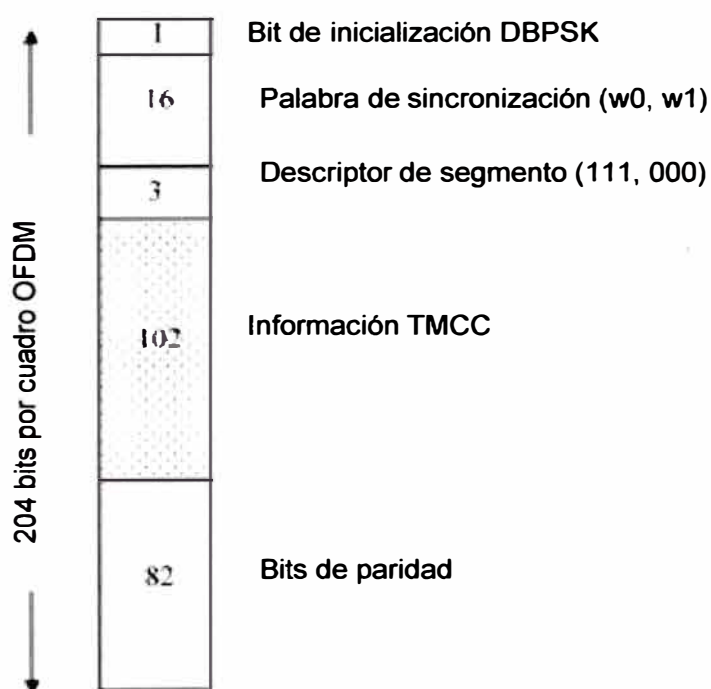 1 Bit de inicialización DBPSK
16 Palabra de sincronización (w0, w1)
3 Descriptor de segmento (111, 000)
102 Información TMCC
82 Bits de paridad
204 bits por cuadro OFDM